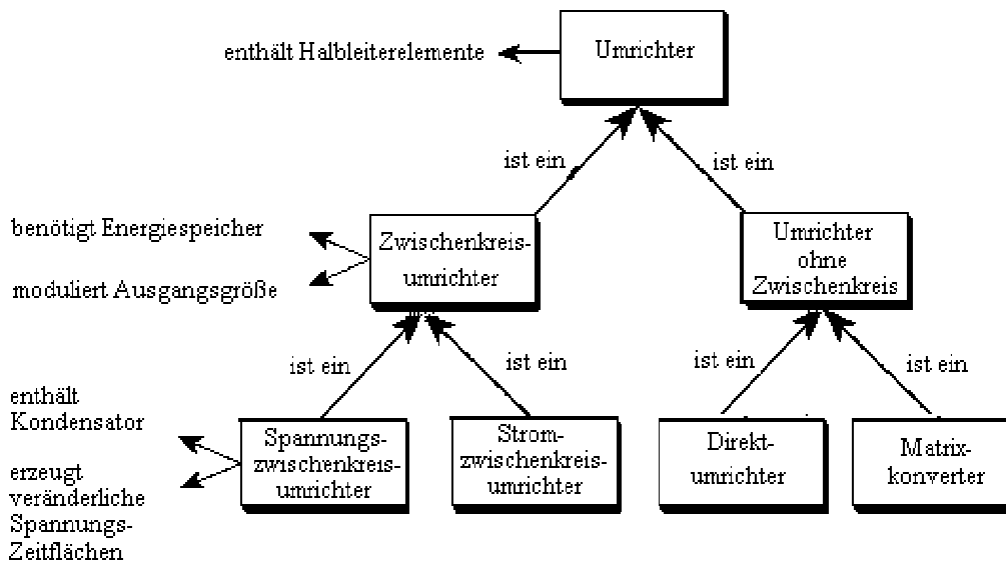 enthält Halbleiterelemente
Umrichter
ist ein
ist ein
benötigt Energiespeicher
moduliert Ausgangsgröße
Zwischenkreis-
umrichter
Umrichter
ohne
Zwischenkreis
ist ein
ist ein
ist ein
ist ein
enthält
Kondensator
erzeugt
veränderliche
Spannungs-
Zeitflächen
Spannungs-
zwischenkreis-
umrichter
Strom-
zwischenkreis-
umrichter
Direkt-
umrichter
Matrix-
konverter